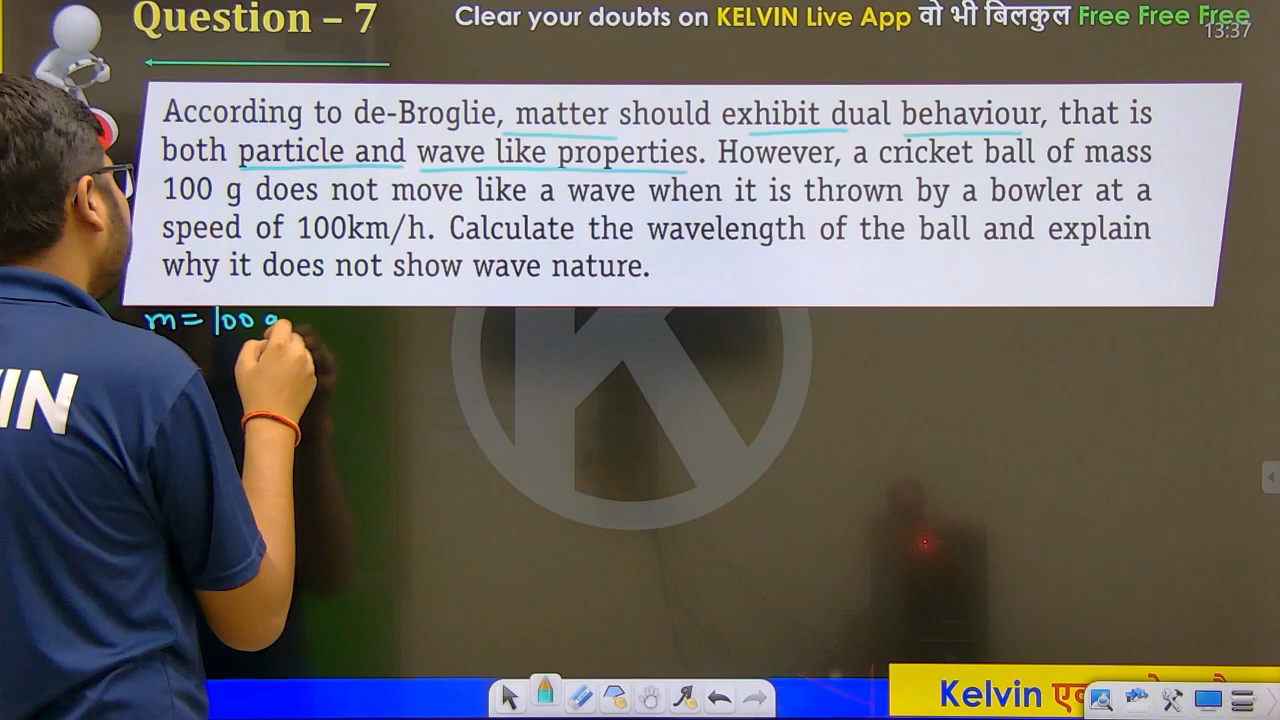 Question – 7
Clear your doubts on KELVIN Live App वो भी बिलकुल Free Free Free
13:37
According to de-Broglie, matter should exhibit dual behaviour, that is
both particle and wave like properties. However, a cricket ball of mass
100 g does not move like a wave when it is thrown by a bowler at a
speed of 100km/h. Calculate the wavelength of the ball and explain
why it does not show wave nature.
m = 100
IN
K
Kelvin